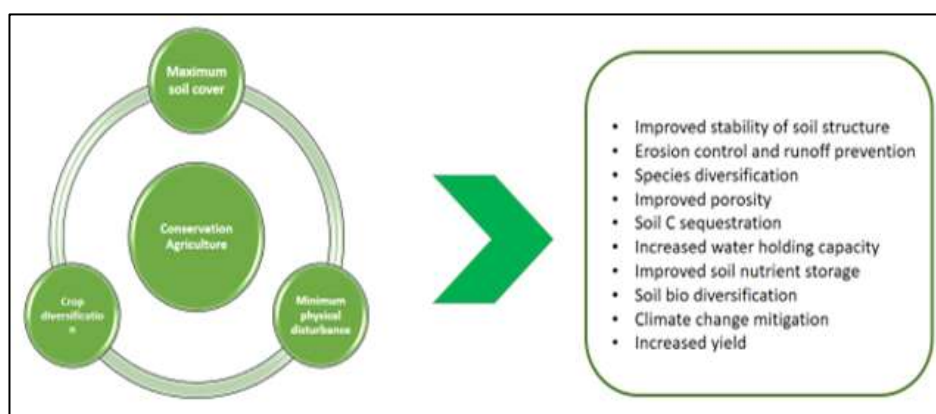 Maximum
soil cover
Conservation
Agriculture
Crop
diversificatio
n
Minimum
physical
disturbance
• Improved stability of soil structure
• Erosion control and runoff prevention
• Species diversification
• Improved porosity
• Soil C sequestration
• Increased water holding capacity
• Improved soil nutrient storage
• Soil bio diversification
• Climate change mitigation
• Increased yield